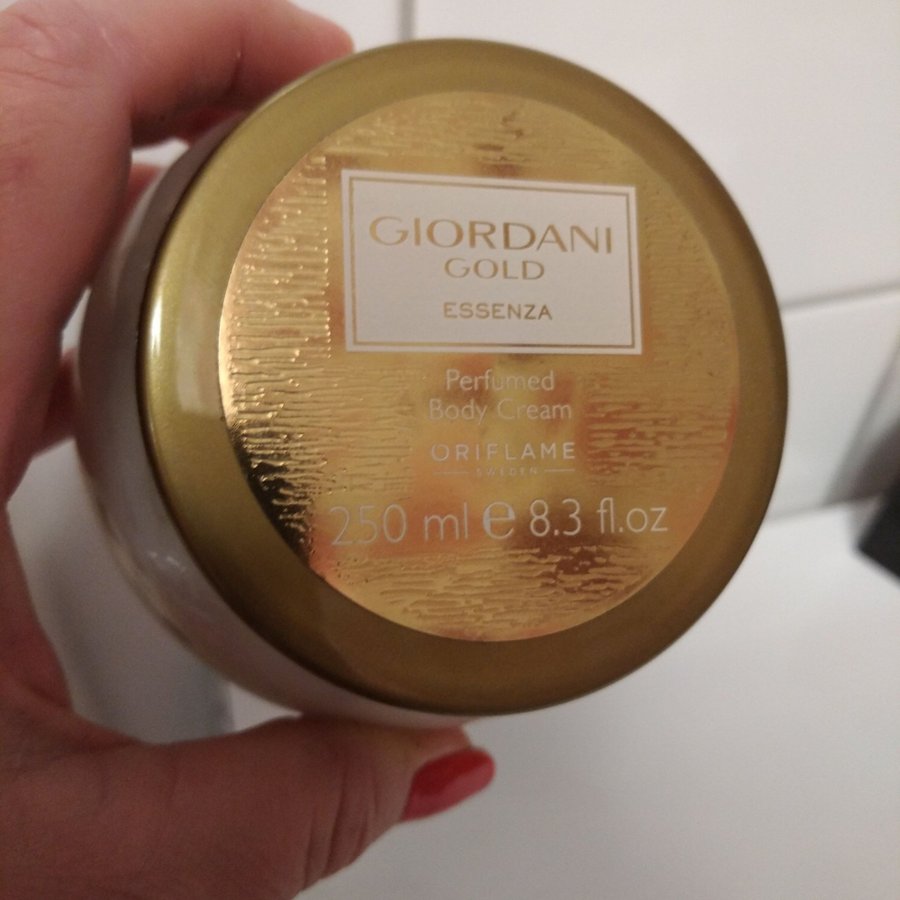 GIORDANI
GOLD
ESSENZA
Perfumed
Body Cream
ORIFLAME
SWEDEN
250 ml e 8.3 fl.oz